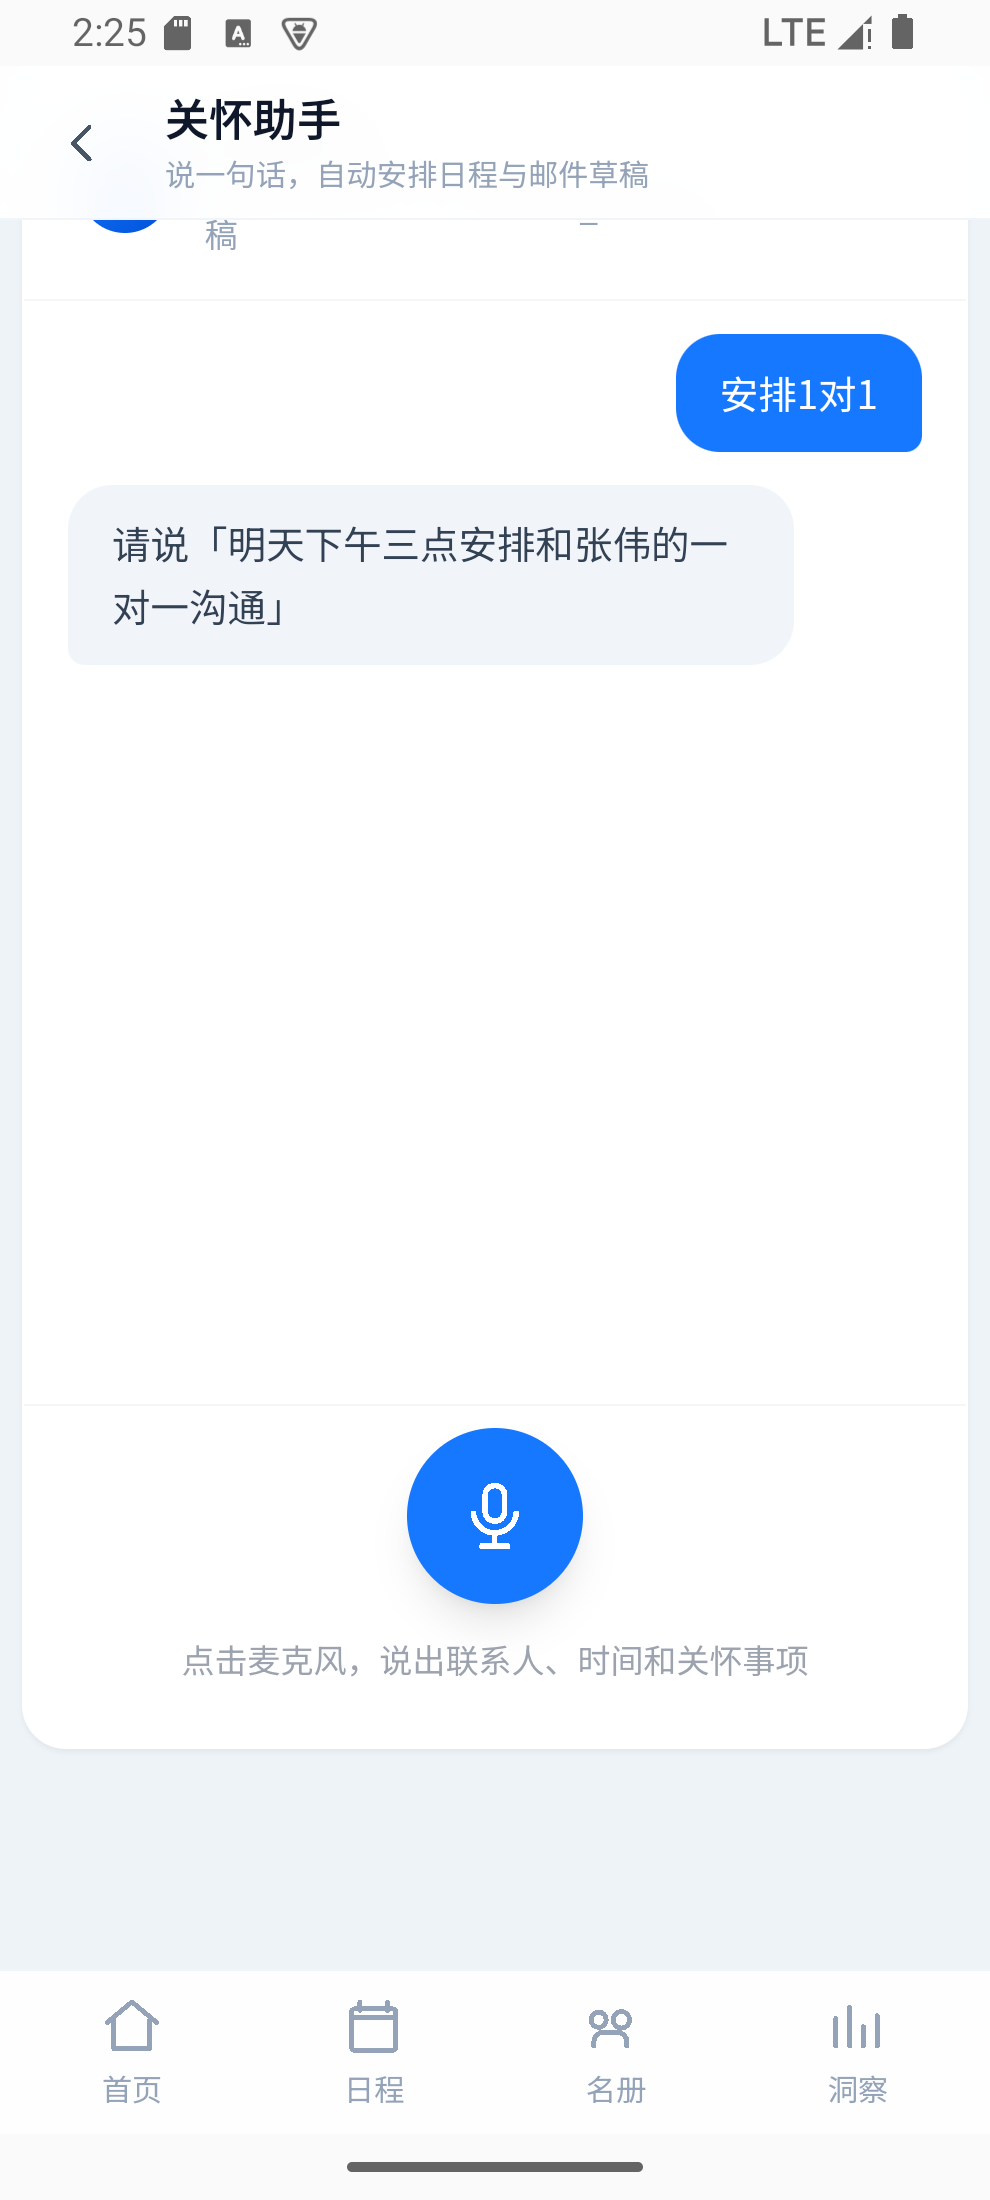 2:25
LTE
关怀助手
说一句话，自动安排日程与邮件草稿
稿
安排1对1
请说「明天下午三点安排和张伟的一
对一沟通」
点击麦克风，说出联系人、时间和关怀事项
首页
日程
名册
洞察